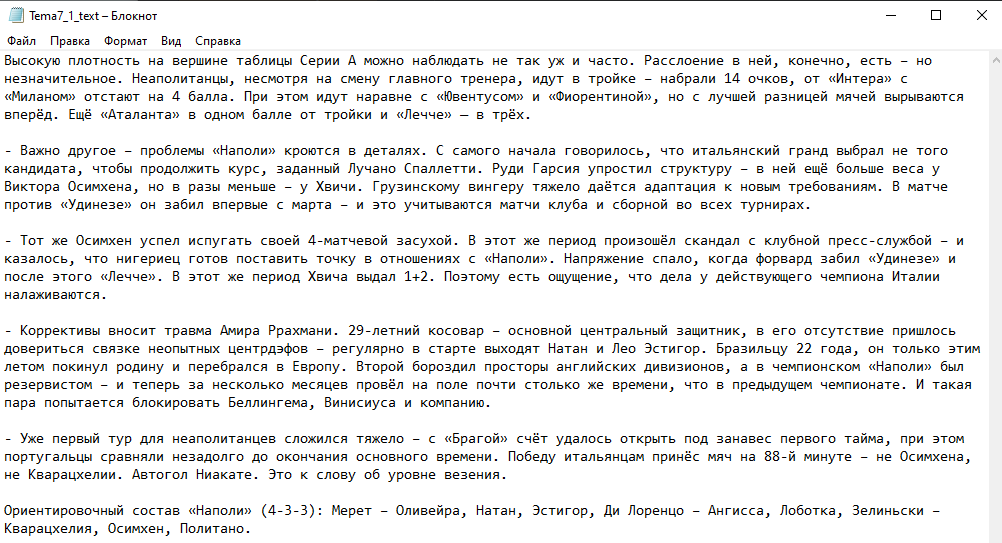 Tema7_1_text – Блокнот
Файл Правка Формат Вид Справка
Высокую плотность на вершине таблицы Серии А можно наблюдать не так уж и часто. Расслоение в ней, конечно, есть – но
незначительное. Неаполитанцы, несмотря на смену главного тренера, идут в тройке – набрали 14 очков, от «Интера» с
«Миланом» отстают на 4 балла. При этом идут наравне с «Ювентусом» и «Фиорентиной», но с лучшей разницей мячей вырываются
вперёд. Ещё «Аталанта» в одном балле от тройки и «Лечче» — в трёх.

- Важно другое – проблемы «Наполи» кроются в деталях. С самого начала говорилось, что итальянский гранд выбрал не того
кандидата, чтобы продолжить курс, заданный Лучано Спаллетти. Руди Гарсия упростил структуру – в ней ещё больше веса у
Виктора Осимхена, но в разы меньше – у Хвичи. Грузинскому вингеру тяжело даётся адаптация к новым требованиям. В матче
против «Удинезе» он забил впервые с марта – и это учитываются матчи клуба и сборной во всех турнирах.

- Тот же Осимхен успел испугать своей 4-матчевой засухой. В этот же период произошёл скандал с клубной пресс-службой – и
казалось, что нигериец готов поставить точку в отношениях с «Наполи». Напряжение спало, когда форвард забил «Удинезе» и
после этого «Лечче». В этот же период Хвича выдал 1+2. Поэтому есть ощущение, что дела у действующего чемпиона Италии
налаживаются.

- Коррективы вносит травма Амира Ррахмани. 29-летний косовар – основной центральный защитник, в его отсутствие пришлось
довериться связке неопытных центрдэфов – регулярно в старте выходят Натан и Лео Эстигор. Бразильцу 22 года, он только этим
летом покинул родину и перебрался в Европу. Второй бороздил просторы английских дивизионов, а в чемпионском «Наполи» был
резервистом – и теперь за несколько месяцев провёл на поле почти столько же времени, что в предыдущем чемпионате. И такая
пара попытается блокировать Беллингема, Винисиуса и компанию.

- Уже первый тур для неаполитанцев сложился тяжело – с «Брагой» счёт удалось открыть под занавес первого тайма, при этом
португальцы сравняли незадолго до окончания основного времени. Победу итальянцам принёс мяч на 88-й минуте – не Осимхена,
не Кварацхелии. Автогол Ниакате. Это к слову об уровне везения.

Ориентировочный состав «Наполи» (4-3-3): Мерет – Оливейра, Натан, Эстигор, Ди Лоренцо – Ангисса, Лоботка, Зелиньски –
Кварацхелия, Осимхен, Политано.